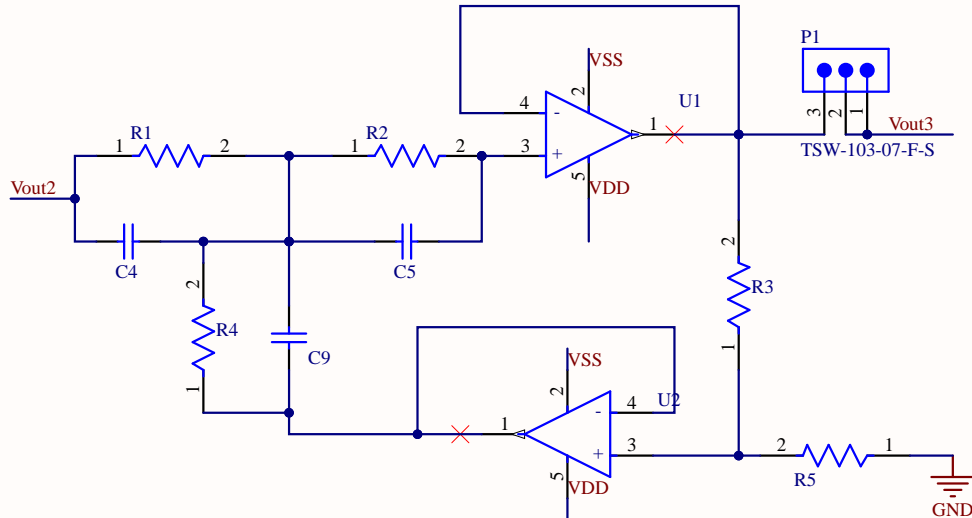 P1
VSS
2
U1
4
-
1
3
2
1
Vout3
TSW-103-07-F-S
R1
1
2
R2
1
2
3
+
5
VDD
Vout2
C4
C5
2
R4
1
C9
2
R3
1
VSS
2
U2
4
-
1
3
+
5
VDD
2
1
R5
GND